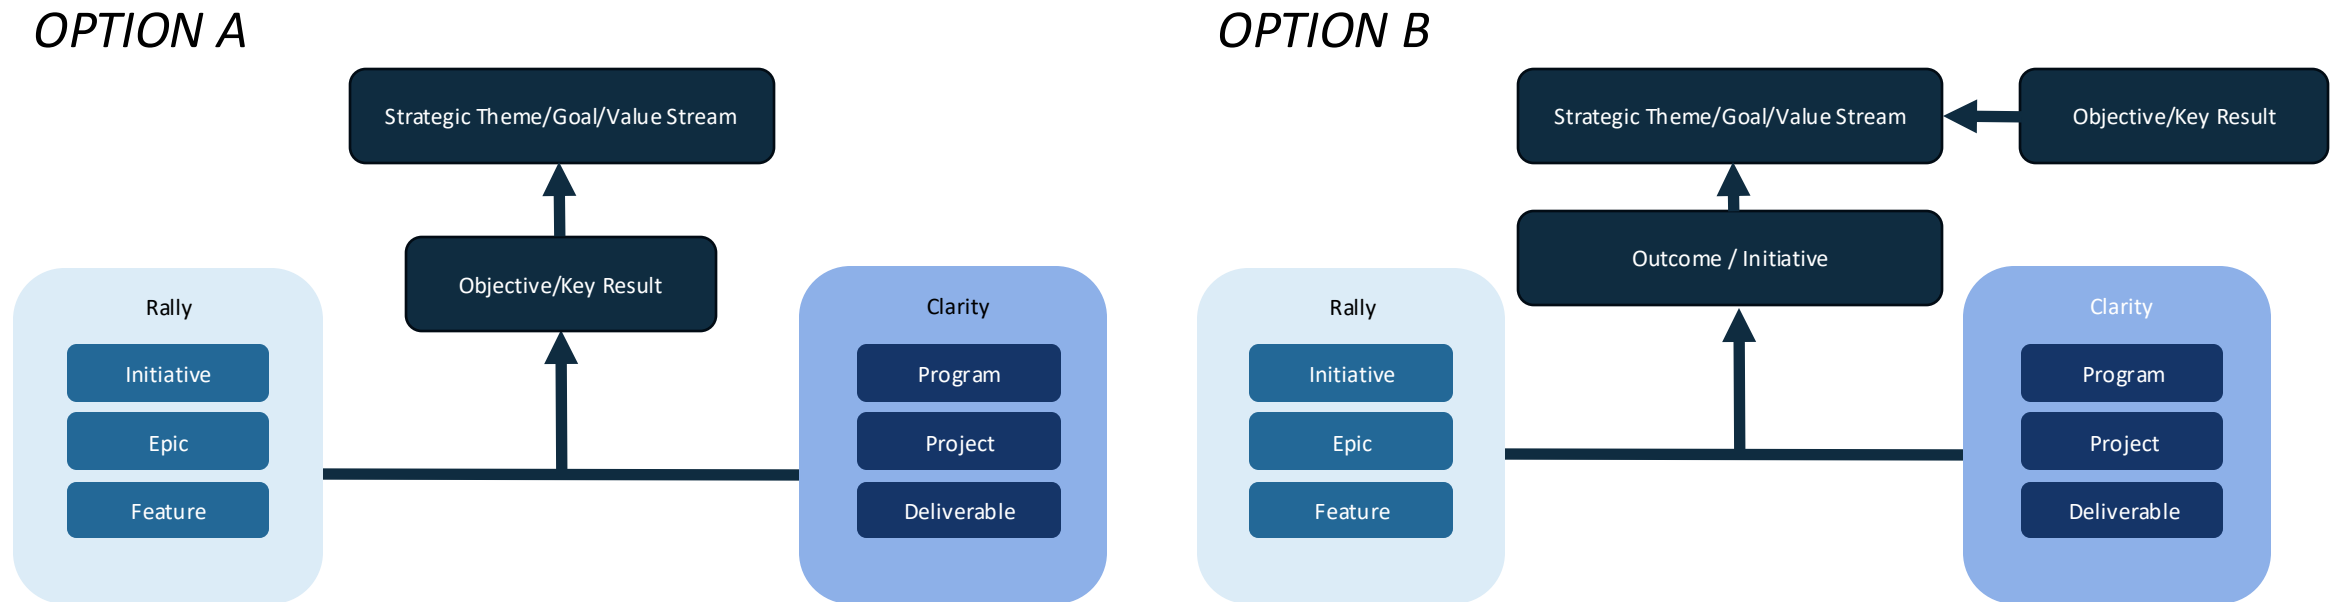 OPTION A
Strategic Theme/Goal/Value Stream
Objective/Key Result
Rally
Initiative
Epic
Feature
Clarity
Program
Project
Deliverable
OPTION B
Strategic Theme/Goal/Value Stream
Objective/Key Result
Outcome / Initiative
Rally
Initiative
Epic
Feature
Clarity
Program
Project
Deliverable